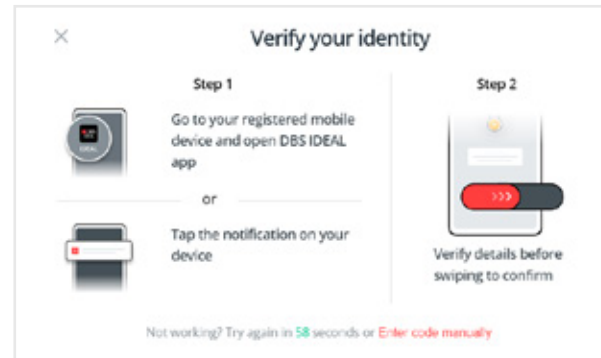 Verify your identity
Step 1
Go to your registered mobile
device and open DBS IDEAL
app
or
Tap the notification on your
device
Step 2
Verify details before
swiping to confirm
Not working? Try again in 58 seconds or Enter code manually
IDEAL